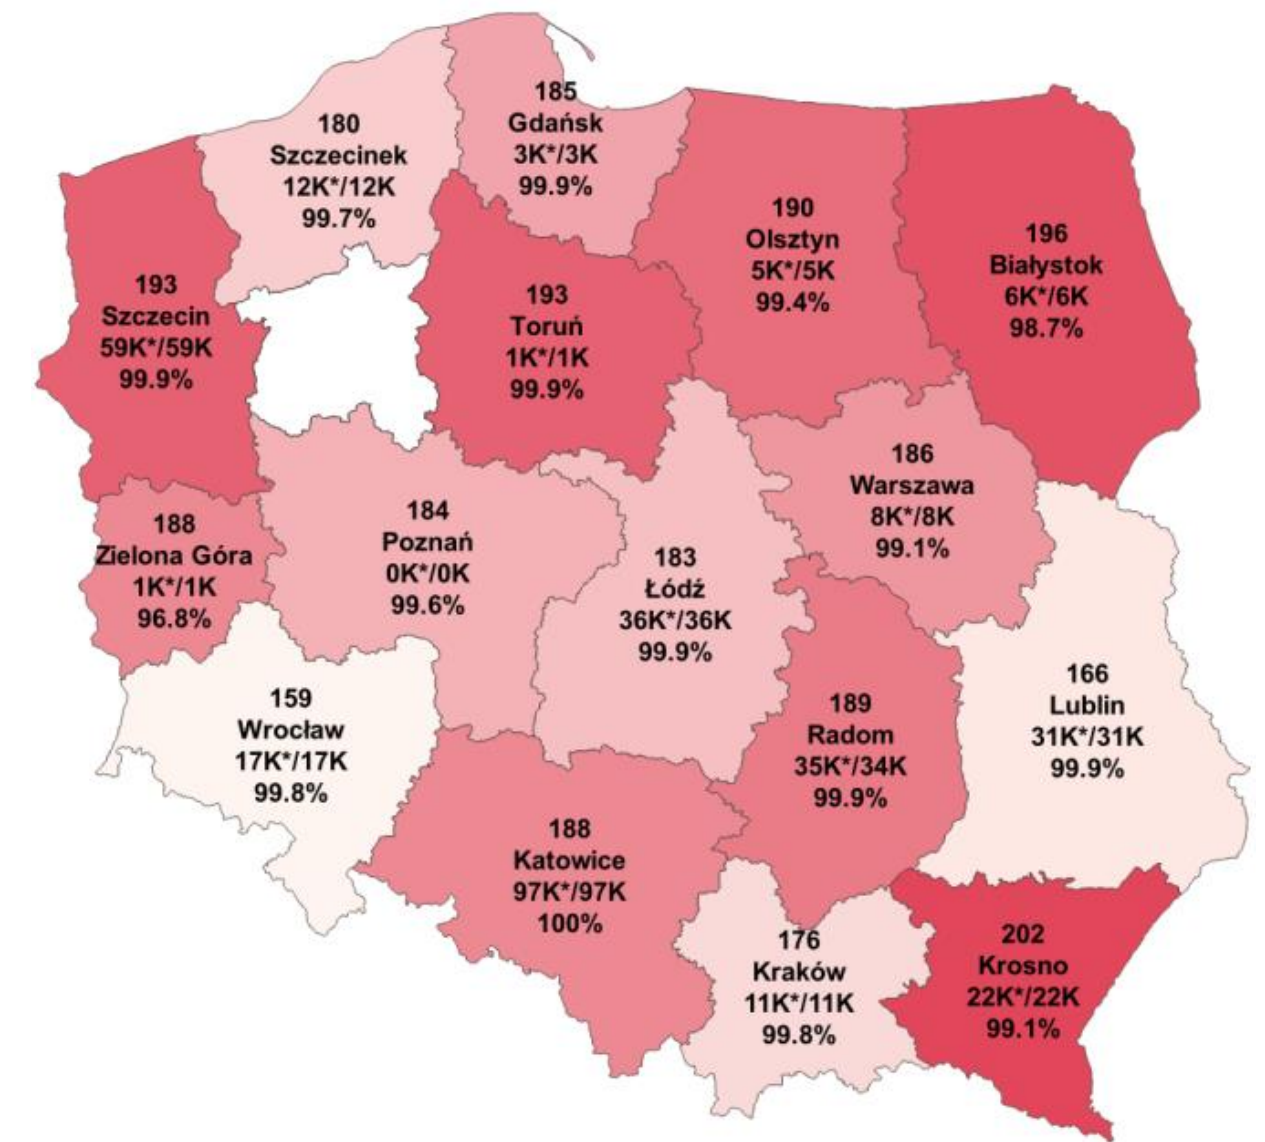 185
Gdańsk
3K*/3K
99.9%
180
Szczecinek
12K*/12K
99.7%
190
Olsztyn
5K*/5K
99.4%
196
Białystok
6K*/6K
98.7%
193
Szczecin
59K*/59K
99.9%
193
Toruń
1K*/1K
99.9%
186
Warszawa
8K*/8K
99.1%
188
Zielona Góra
1K*/1K
96.8%
184
Poznań
0K*/0K
99.6%
183
Łódź
36K*/36K
99.9%
159
Wrocław
17K*/17K
99.8%
189
Radom
35K*/34K
99.9%
166
Lublin
31K*/31K
99.9%
188
Katowice
97K*/97K
100%
176
Kraków
11K*/11K
99.8%
202
Krosno
22K*/22K
99.1%